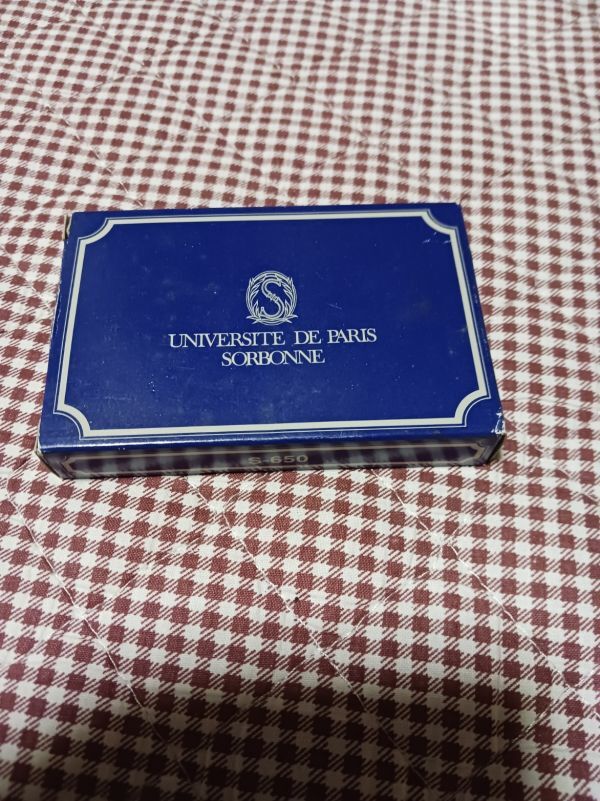 S
UNIVERSITE DE PARIS
SORBONNE
S-650